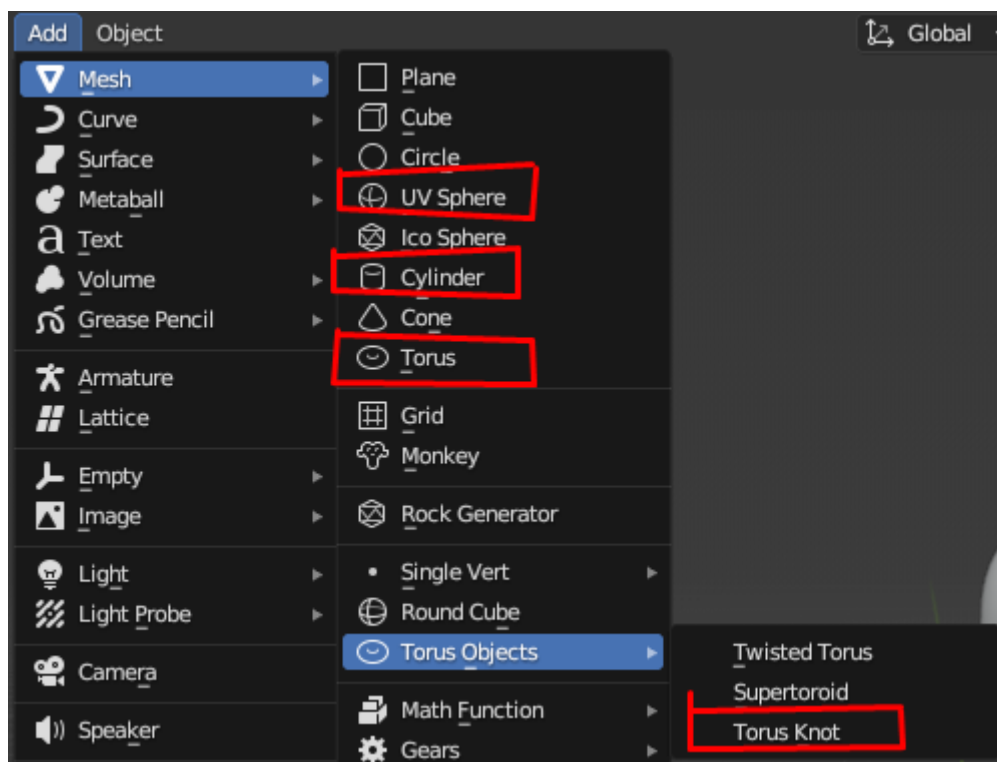 Add Object Global
Mesh
Curve
Surface
Metaball
Text
Volume
Grease Pencil
Armature
Lattice
Empty
Image
Light
Light Probe
Camera
Speaker
Plane
Cube
Circle
UV Sphere
Ico Sphere
Cylinder
Cone
Torus
Grid
Monkey
Rock Generator
Single Vert
Round Cube
Torus Objects
Math Function
Gears
Twisted Torus
Supertoroid
Torus Knot